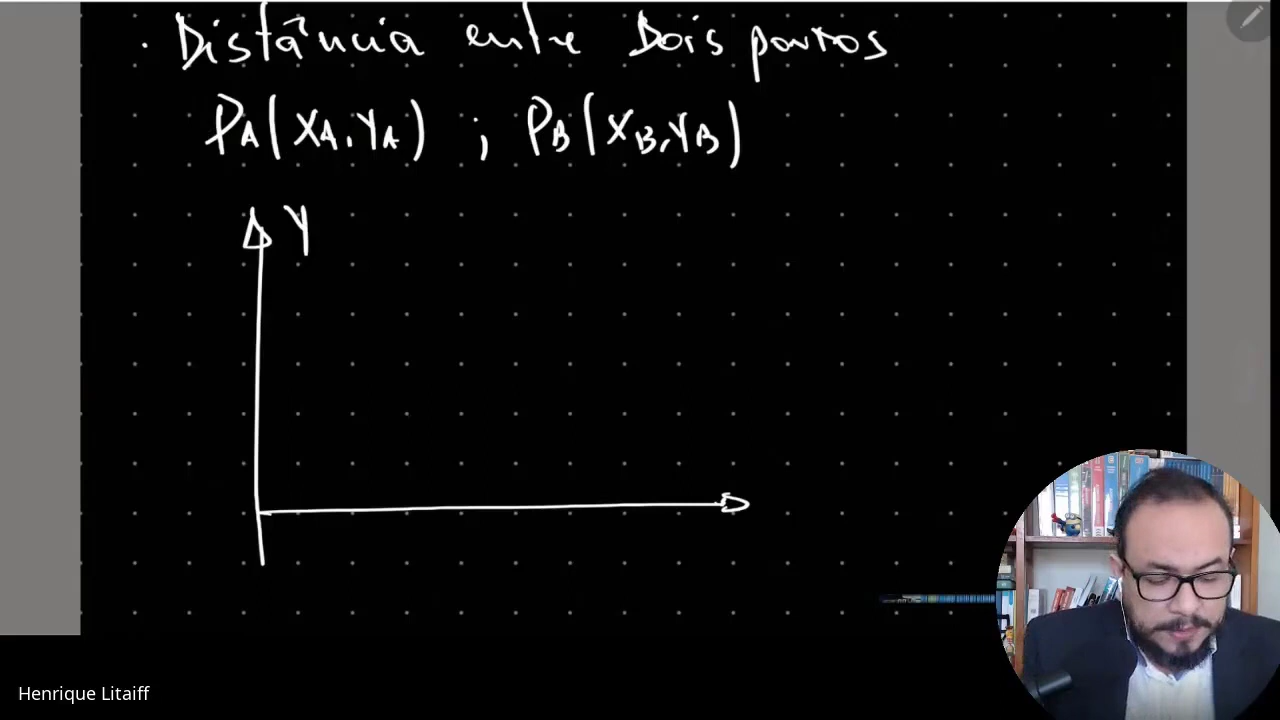 . Distância entre Dois pontos
PA(XA,YA) ; PB(XB,YB)
Y
Henrique Litaiff